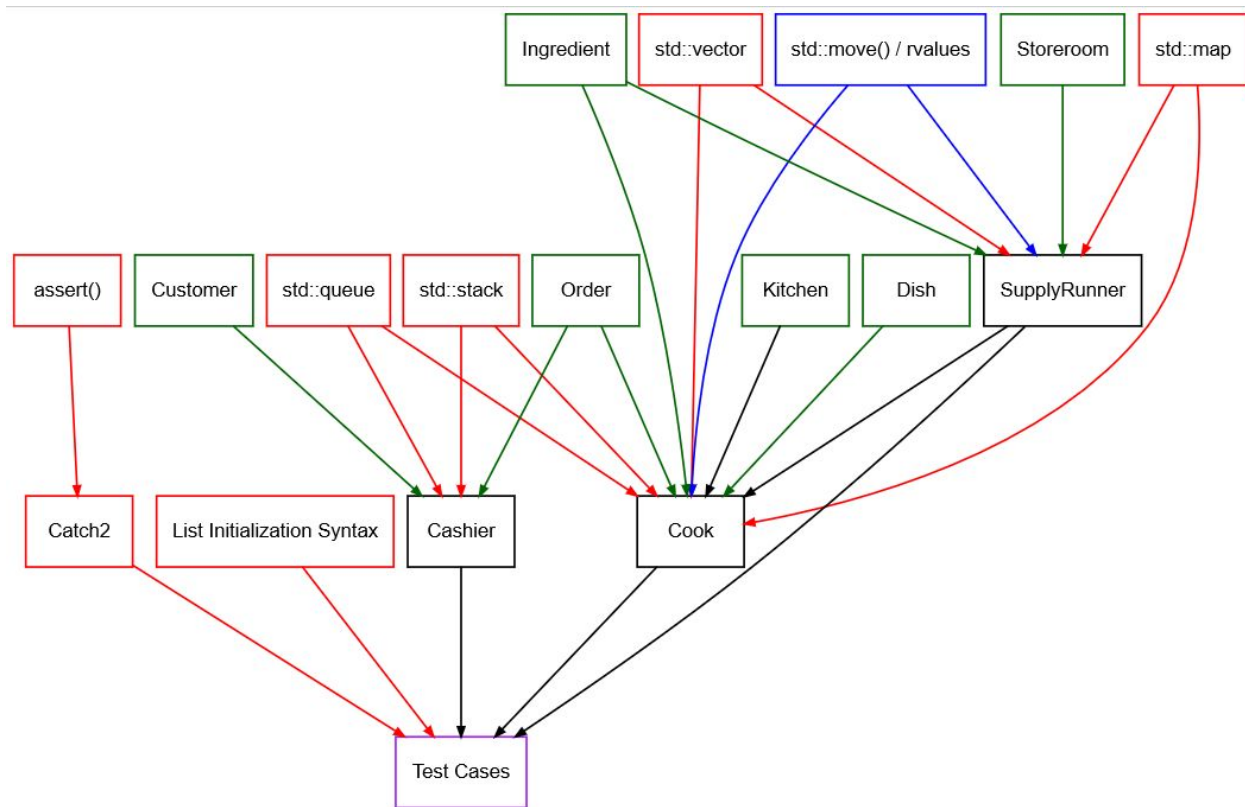 Ingredient
std::vector
std::move() / rvalues
Storeroom
std::map
assert()
Customer
std::queue
std::stack
Order
Kitchen
Dish
SupplyRunner
Catch2
List Initialization Syntax
Cashier
Cook
Test Cases